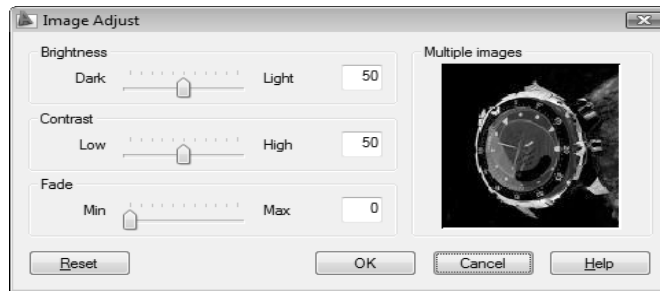 Image Adjust
Brightness
Dark Light 50
Contrast
Low High 50
Fade
Min Max 0
Multiple images
Reset OK Cancel Help